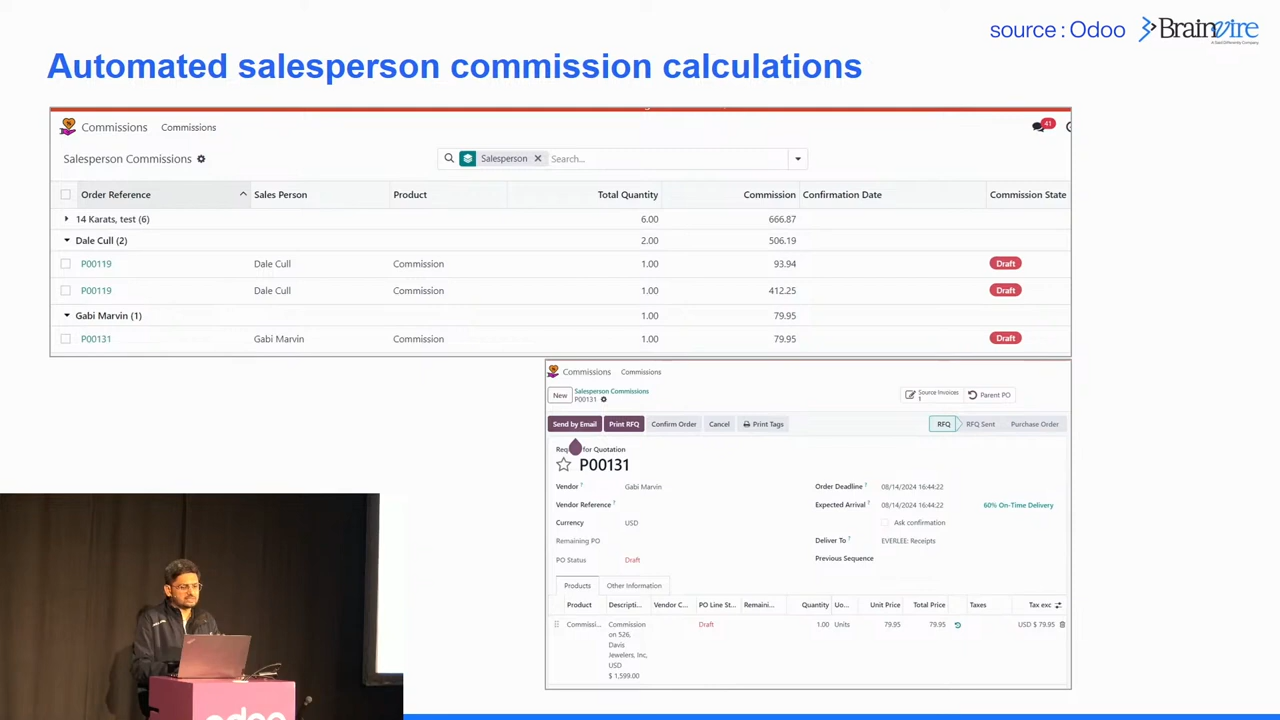 source : Odoo
Brainvire
Automated salesperson commission calculations
Commissions Commissions
41
Salesperson Commissions
Salesperson Search...
Order Reference Sales Person Product Total Quantity Commission Confirmation Date Commission State
14 Karats, test (6) 6.00 666.87
Dale Cull (2) 2.00 506.19
P00119 Dale Cull Commission 1.00 93.94 Draft
P00119 Dale Cull Commission 1.00 412.25 Draft
Gabi Marvin (1) 1.00 79.95
P00131 Gabi Marvin Commission 1.00 79.95 Draft
Commissions Commissions
New Salesperson Commissions
P00131
Source Invoices
1
Parent PO
Send by Email Print RFQ Confirm Order Cancel Print Tags RFQ RFQ Sent Purchase Order
P00131
Vendor ? Gabi Marvin Order Deadline ? 08/14/2024 16:44:22
Vendor Reference ? Expected Arrival ? 08/14/2024 16:44:22 60% On-Time Delivery
Currency USD Ask confirmation
Remaining PO Deliver To ? EVERLEE: Receipts
PO Status Draft Previous Sequence
Products Other Information
Product Descripti... Vendor C... PO Line St... Remaini... Quantity Uo... Unit Price Total Price Taxes Tax exc
Commissi... Commission Draft 1.00 Units 79.95 79.95 USD $ 79.95
on 526,
Davis
Jewelers, Inc,
USD
$ 1,599.00
odoo